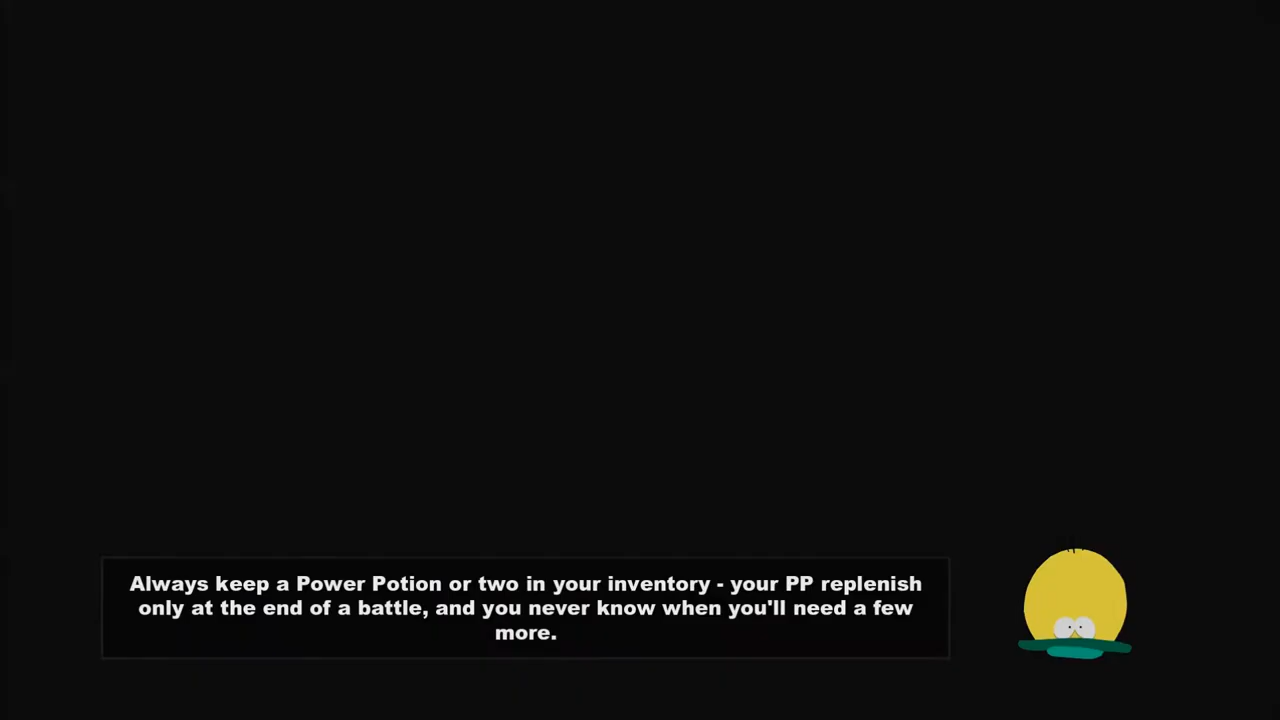 Always keep a Power Potion or two in your inventory - your PP replenish
only at the end of a battle, and you never know when you'll need a few
more.